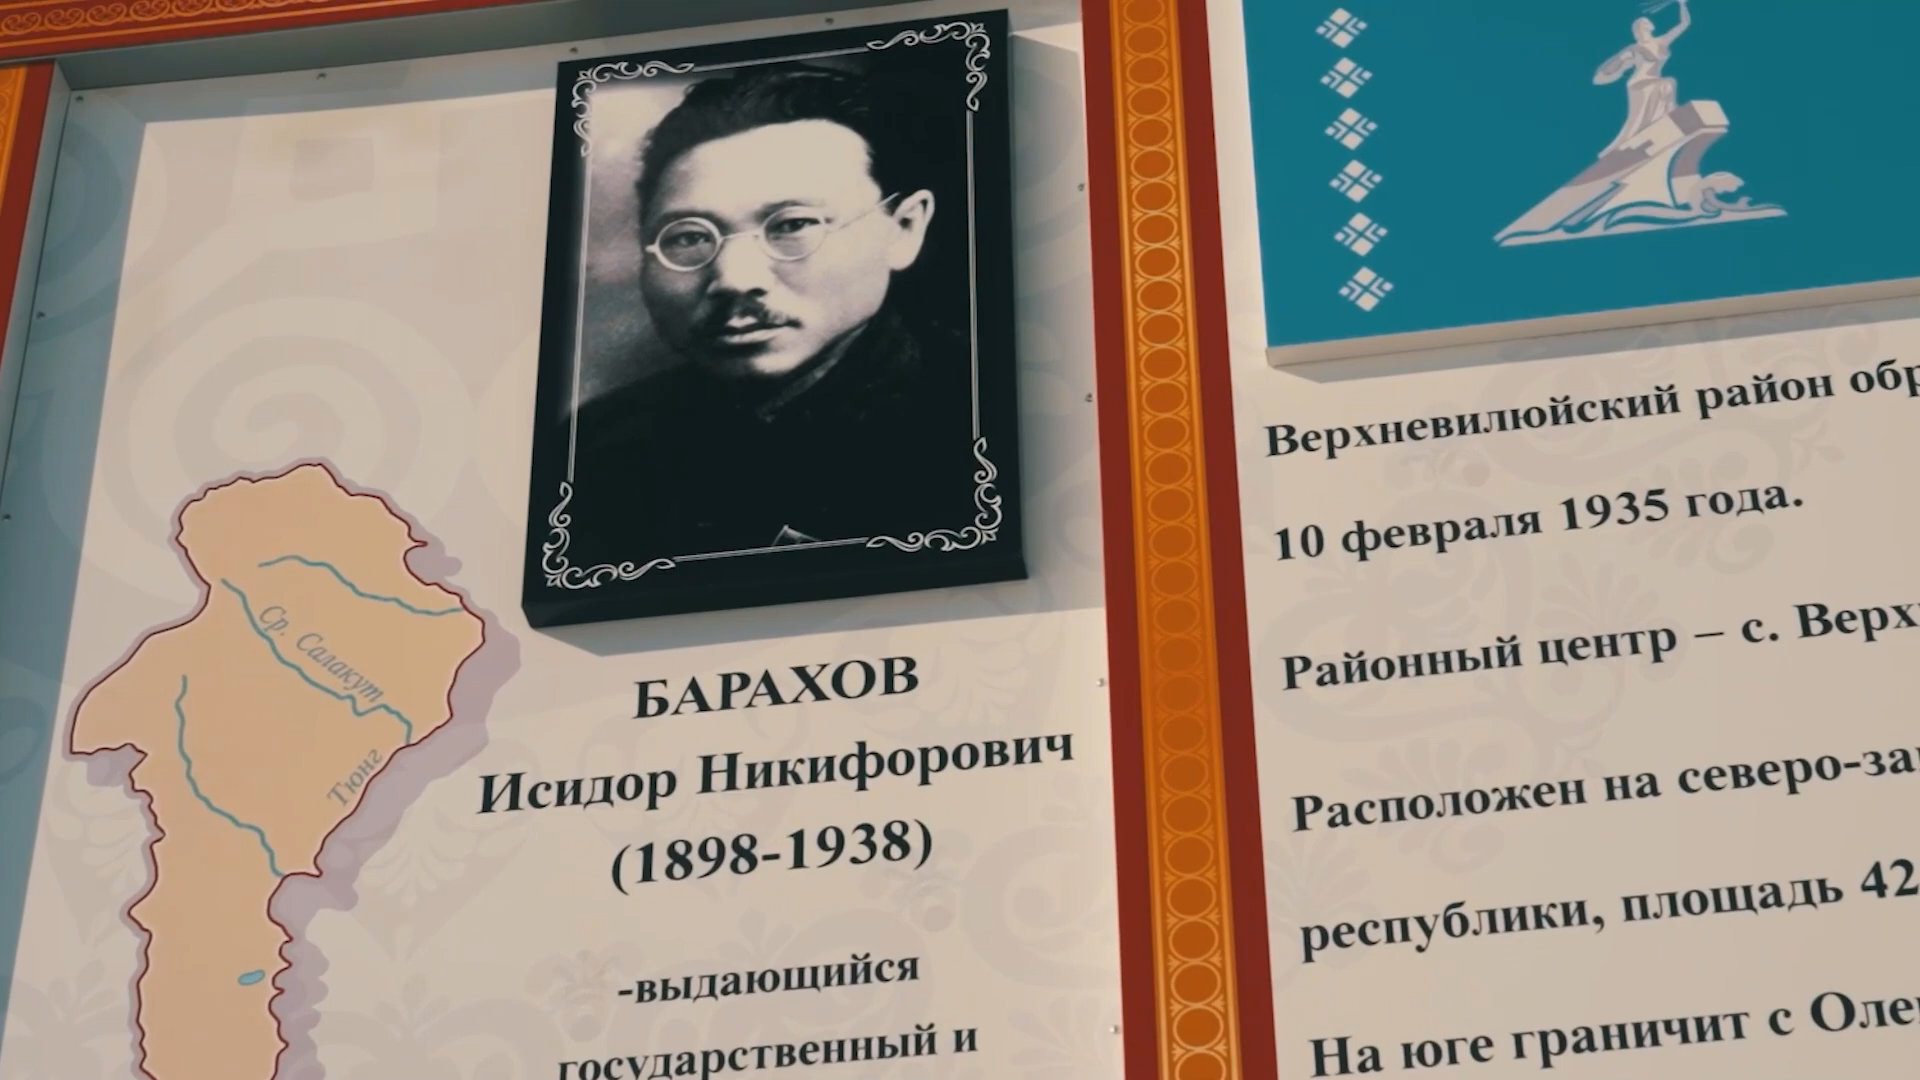 Ср. Салакут
Тюнг
БАРАХОВ
Исидор Никифорович
(1898-1938)
-выдающийся
государственный и
Верхневилюйский район обр
10 февраля 1935 года.
Районный центр – с. Верх
Расположен на северо-за
республики, площадь 42
На юге граничит с Оле